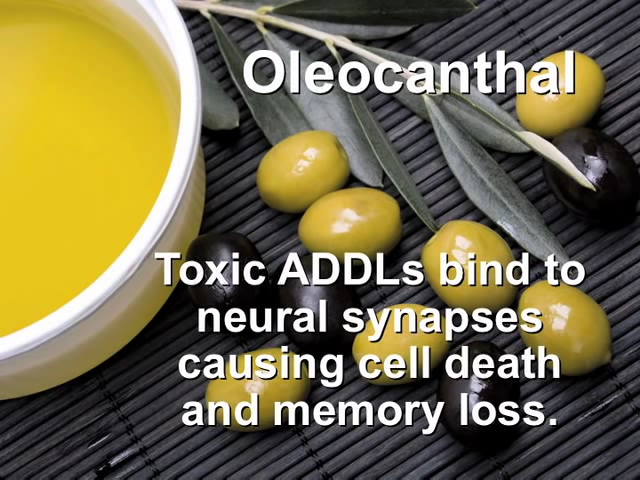 Oleocanthal
Toxic ADDLs bind to
neural synapses
causing cell death
and memory loss.